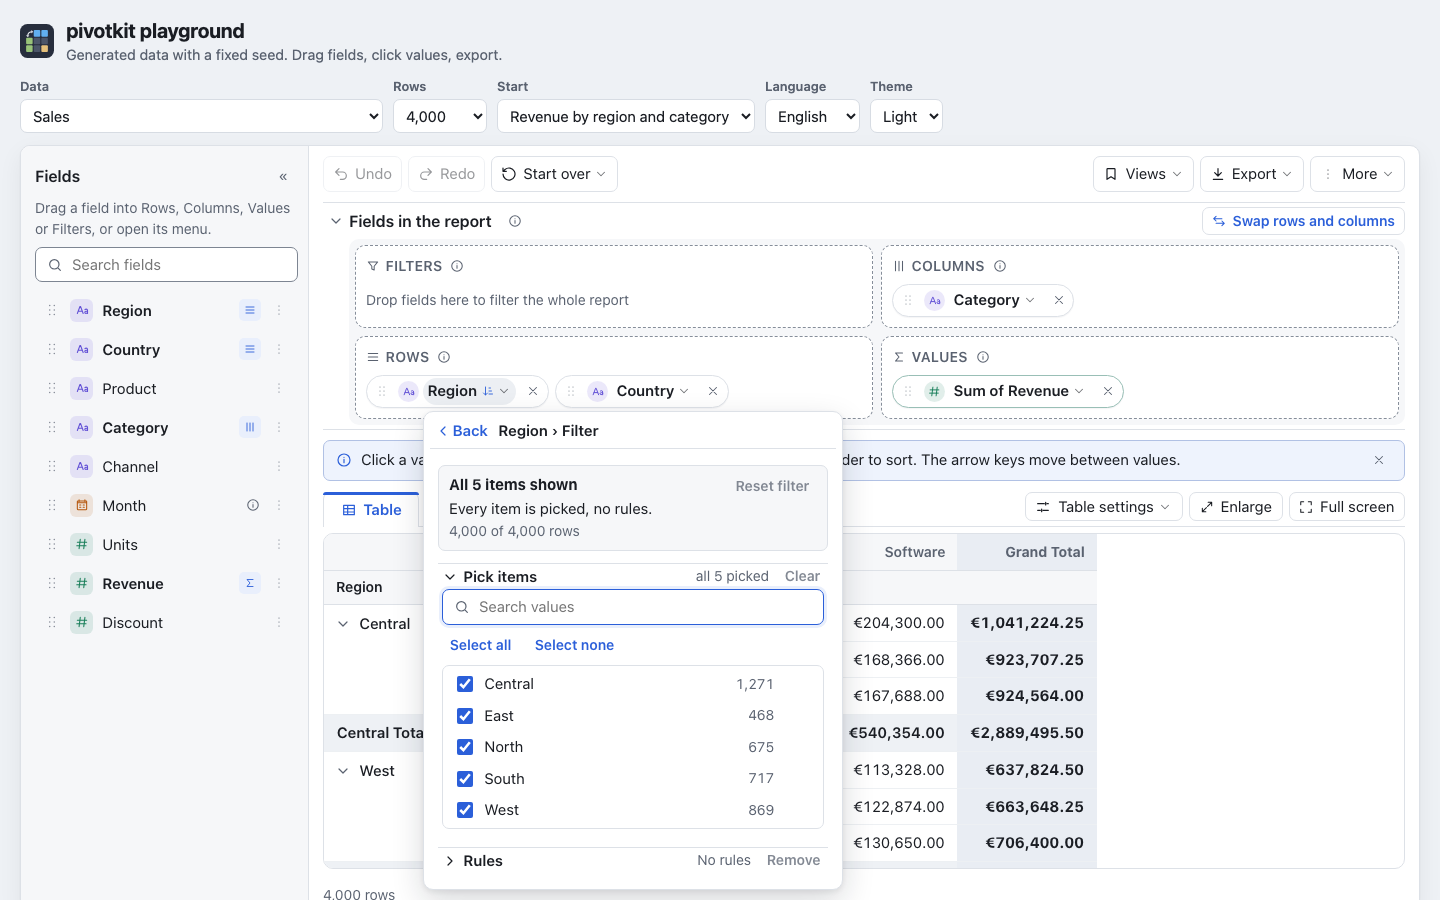 pivotkit playground
Generated data with a fixed seed. Drag fields, click values, export.
Data
Rows
Start
Language
Theme
Sales
4,000
Revenue by region and category
English
Light
Fields
«
Drag a field into Rows, Columns, Values
or Filters, or open its menu.
Search fields
Aa Region
Aa Country
Aa Product
Aa Category
Aa Channel
Month
# Units
# Revenue Σ
# Discount
Undo
Redo
Start over
Views
Export
More
Fields in the report
Swap rows and columns
FILTERS
Drop fields here to filter the whole report
COLUMNS
Aa Category
ROWS
Aa Region
Aa Country
Σ VALUES
# Sum of Revenue
Back Region › Filter
All 5 items shown
Reset filter
Every item is picked, no rules.
4,000 of 4,000 rows
Pick items
all 5 picked
Clear
Search values
Select all
Select none
Central 1,271
East 468
North 675
South 717
West 869
Rules
No rules
Remove
Click a va
der to sort. The arrow keys move between values.
Table
Table settings
Enlarge
Full screen
Software Grand Total
Region
Central €204,300.00 €1,041,224.25
€168,366.00 €923,707.25
€167,688.00 €924,564.00
Central Tota €540,354.00 €2,889,495.50
West €113,328.00 €637,824.50
€122,874.00 €663,648.25
€130,650.00 €706,400.00
4,000 rows